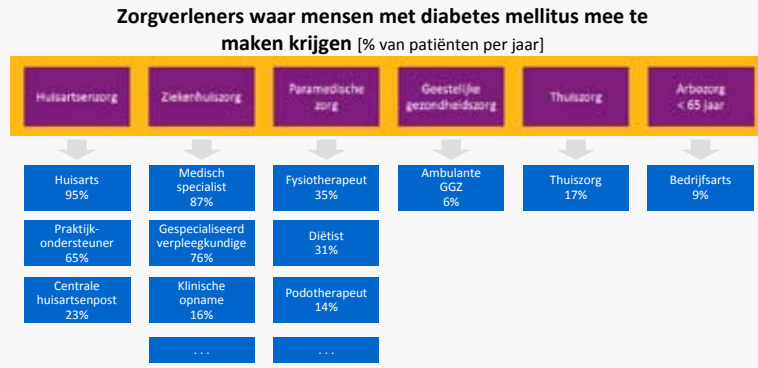 Zorgverleners waar mensen met diabetes mellitus mee te
maken krijgen [% van patiënten per jaar]
Huisartsenzorg
Ziekenhuiszorg
Paramedische
zorg
Geestelijke
gezondheidszorg
Thuiszorg
Arbozorg
< 65 jaar
Huisarts
95%
Medisch
specialist
87%
Fysiotherapeut
35%
Ambulante
GGZ
6%
Thuiszorg
17%
Bedrijfsarts
9%
Praktijk-
ondersteuner
65%
Gespecialiseerd
verpleegkundige
76%
Diëtist
31%
Centrale
huisartsenpost
23%
Klinische
opname
16%
Podotherapeut
14%
. . .
. . .